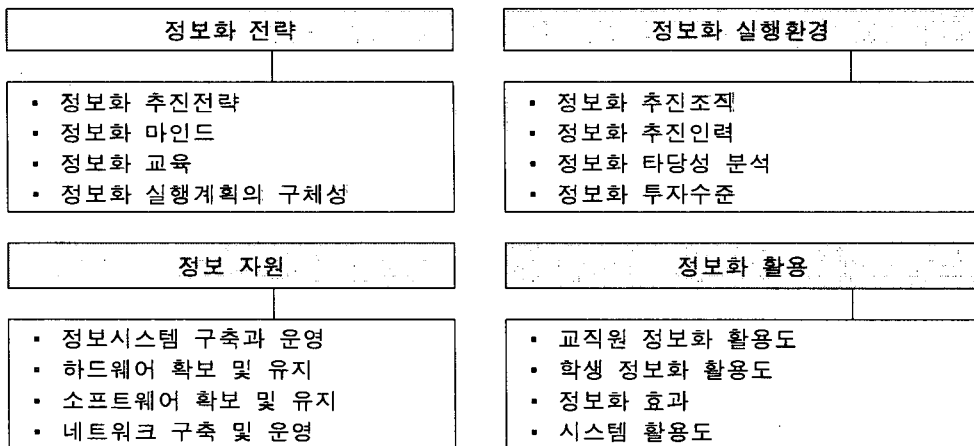 정보화 전략
▪ 정보화 추진전략
▪ 정보화 마인드
▪ 정보화 교육
▪ 정보화 실행계획의 구체성
정보화 실행환경
▪ 정보화 추진조직
▪ 정보화 추진인력
▪ 정보화 타당성 분석
▪ 정보화 투자수준
정보 자원
▪ 정보시스템 구축과 운영
▪ 하드웨어 확보 및 유지
▪ 소프트웨어 확보 및 유지
▪ 네트워크 구축 및 운영
정보화 활용
▪ 교직원 정보화 활용도
▪ 학생 정보화 활용도
▪ 정보화 효과
▪ 시스템 활용도